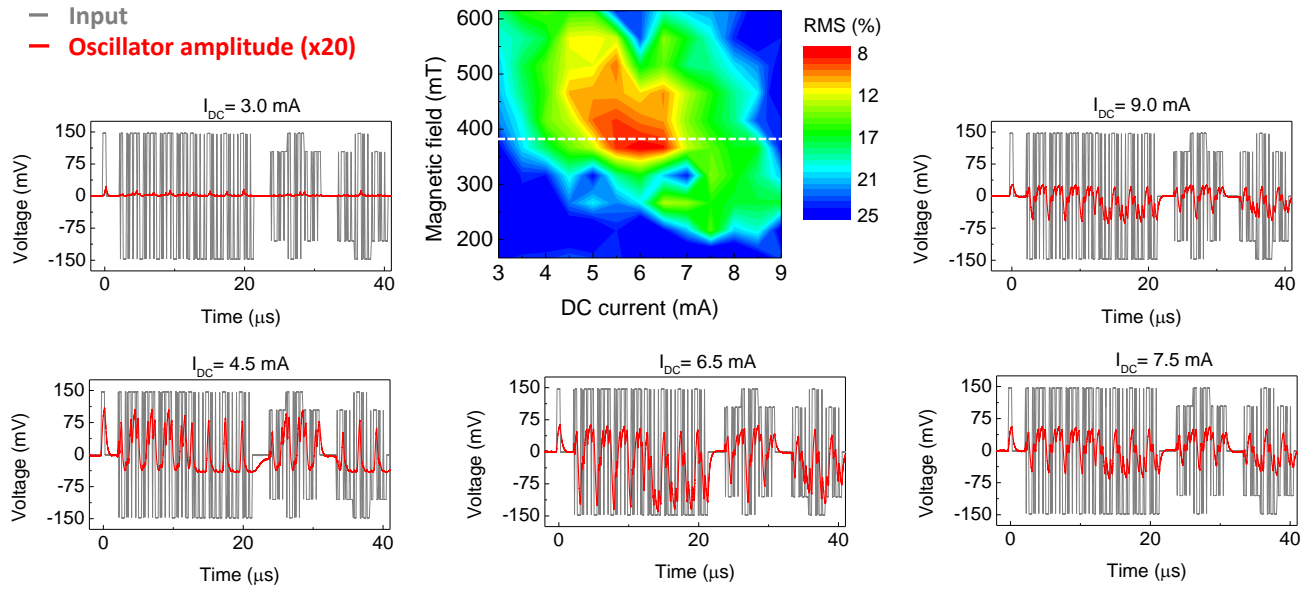 Input
Oscillator amplitude (x20)
I_DC= 3.0 mA
150
75
0
-75
-150
Voltage (mV)
0
20
40
Time (μs)
600
500
400
300
200
Magnetic field (mT)
3
4
5
6
7
8
9
DC current (mA)
RMS (%)
8
12
17
21
25
I_DC= 9.0 mA
150
75
0
-75
-150
Voltage (mV)
0
20
40
Time (μs)
I_DC= 4.5 mA
150
75
0
-75
-150
Voltage (mV)
0
20
40
Time (μs)
I_DC= 6.5 mA
150
75
0
-75
-150
Voltage (mV)
0
20
40
Time (μs)
I_DC= 7.5 mA
150
75
0
-75
-150
Voltage (mV)
0
20
40
Time (μs)